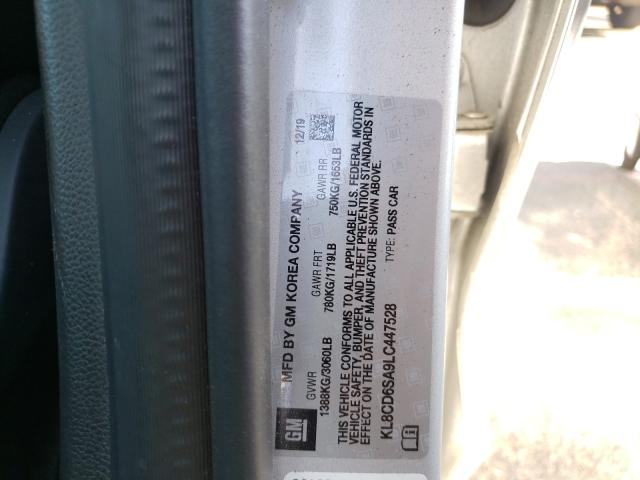 MFD BY GM KOREA COMPANY 12/19
GVWR GAWR FRT GAWR RR
1388KG/3060LB 780KG/1719LB 750KG/1653LB
THIS VEHICLE CONFORMS TO ALL APPLICABLE U.S. FEDERAL MOTOR
VEHICLE SAFETY, BUMPER, AND THEFT PREVENTION STANDARDS IN
EFFECT ON THE DATE OF MANUFACTURE SHOWN ABOVE.
KL8CD6SA9LC447528 TYPE: PASS CAR
GM